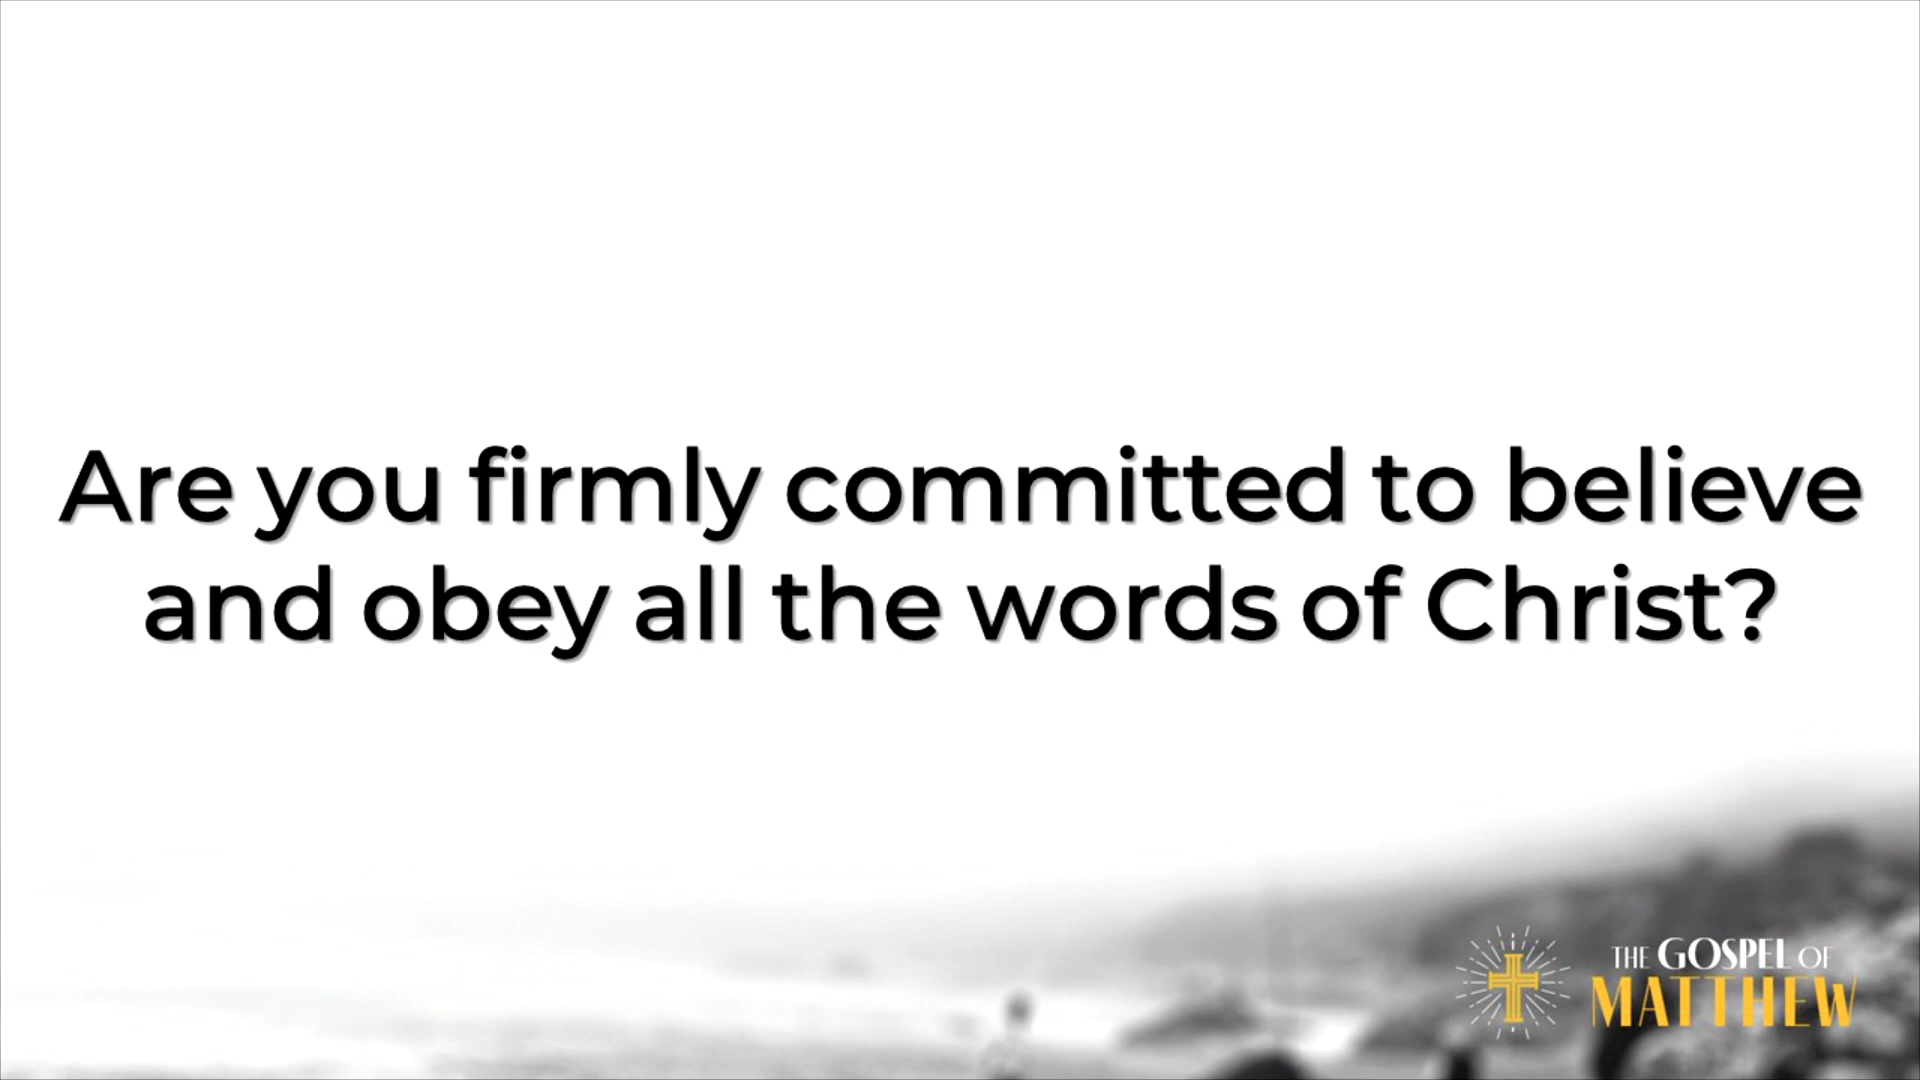 Are you firmly committed to believe
and obey all the words of Christ?
THE GOSPEL OF
MATTHEW